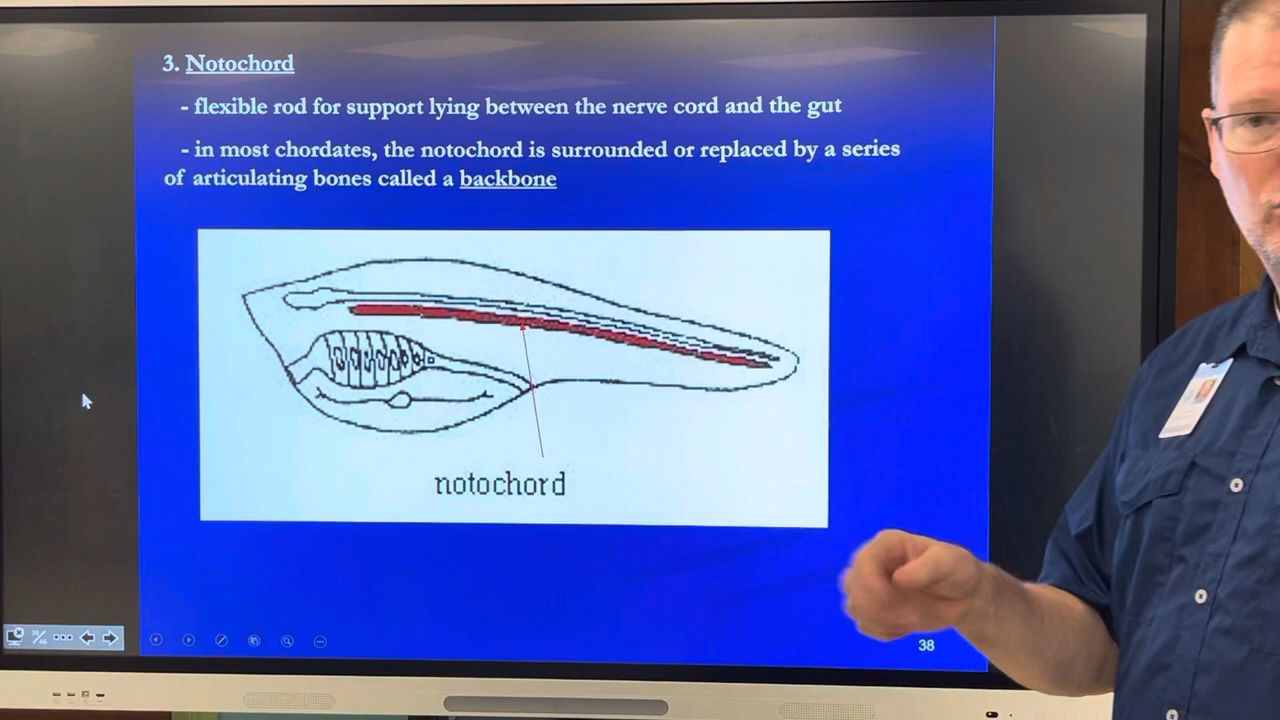 3. Notochord
- flexible rod for support lying between the nerve cord and the gut
- in most chordates, the notochord is surrounded or replaced by a series
of articulating bones called a backbone
notochord
38